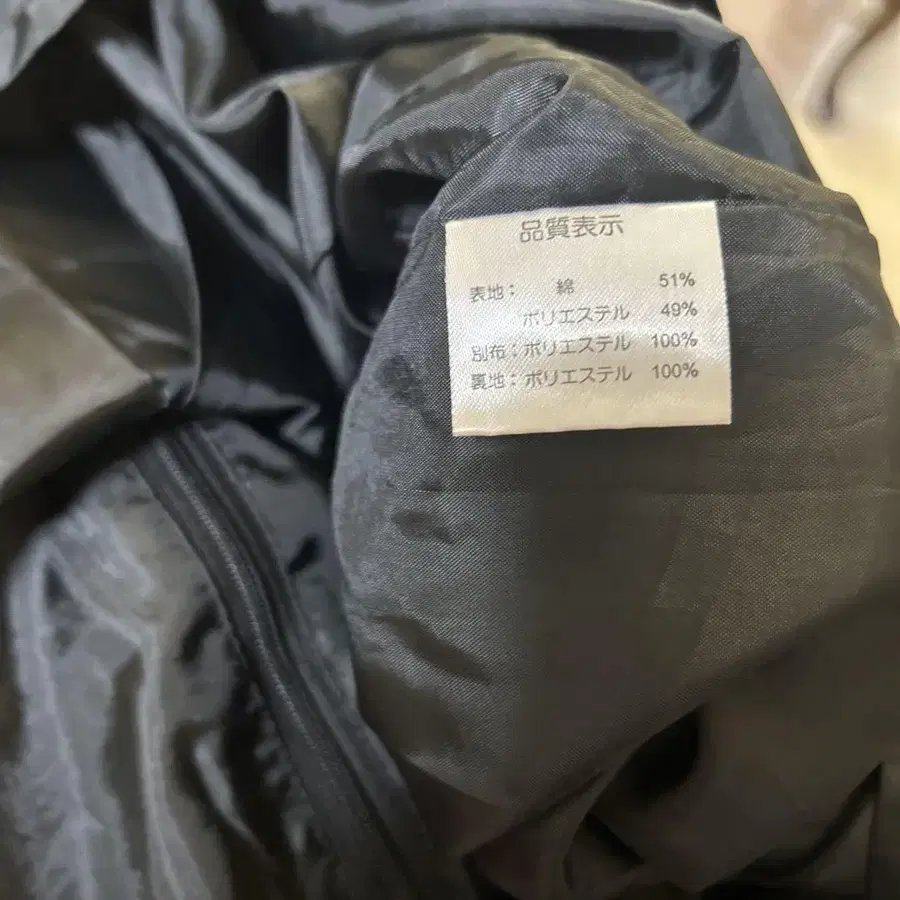 品質表示
表地： 綿 51%
ポリエステル 49%
別布：ポリエステル 100%
裏地：ポリエステル 100%